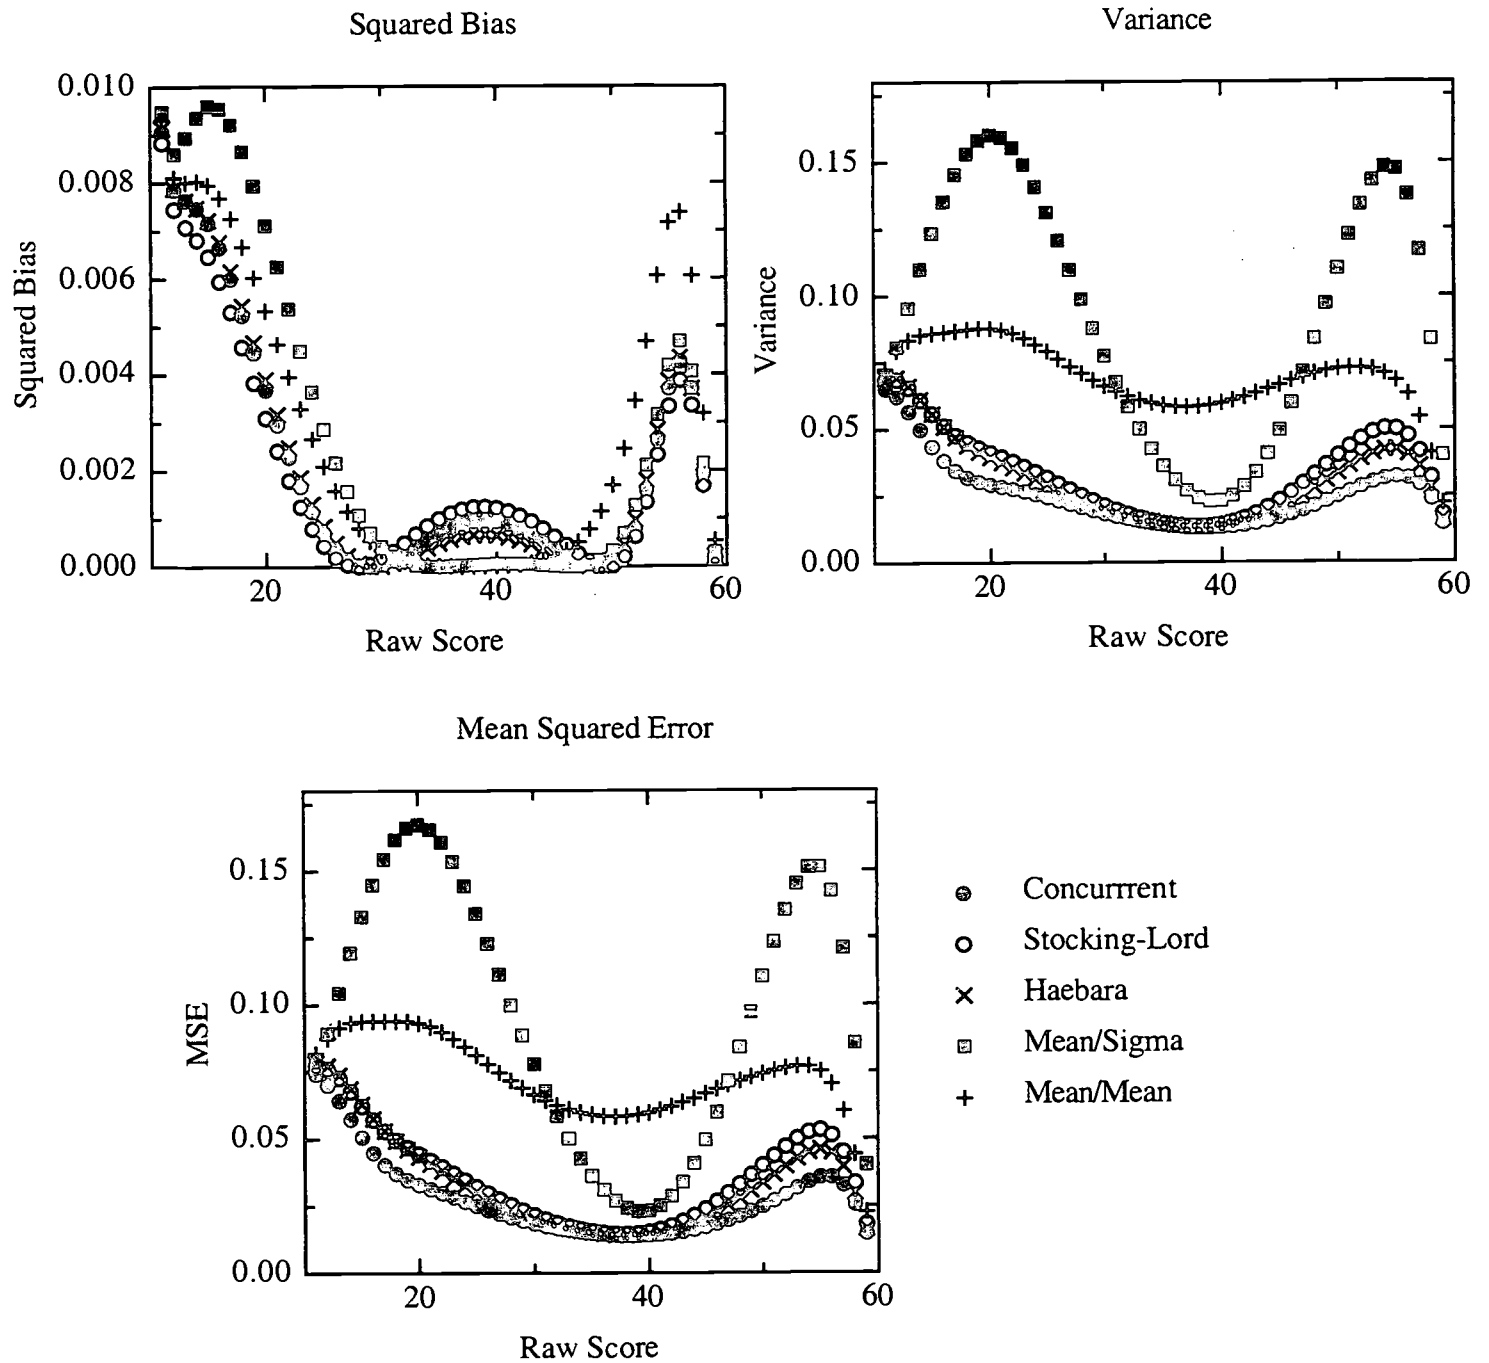 Squared Bias
Squared Bias
0.010
0.008
0.006
0.004
0.002
0.000
20
40
60
Raw Score
Variance
Variance
0.15
0.10
0.05
0.00
20
40
60
Raw Score
Mean Squared Error
MSE
0.15
0.10
0.05
0.00
20
40
60
Raw Score
Concurrrent
Stocking-Lord
Haebara
Mean/Sigma
Mean/Mean